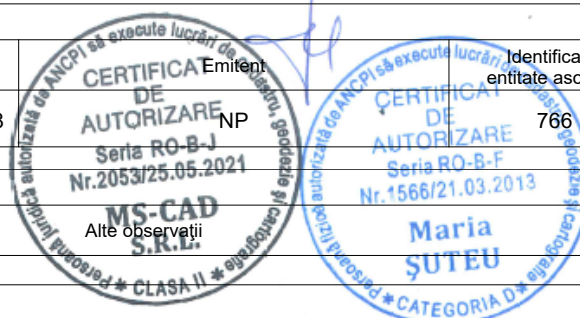 Emitent
Identifica
entitate aso
3
NP
766
Alte observații
Persoană juridică autorizată de ANCPI să execute lucrări de cadastru, geodezie și cartografie
CERTIFICAT
DE
AUTORIZARE
Seria RO-B-J
Nr.2053/25.05.2021
MS-CAD
S.R.L.
* CLASA II *
Persoană fizică autorizată de ANCPI să execute lucrări de cadastru, geodezie și cartografie
CERTIFICAT
DE
AUTORIZARE
Seria RO-B-F
Nr.1566/21.03.2013
Maria
ȘUTEU
* CATEGORIA D *